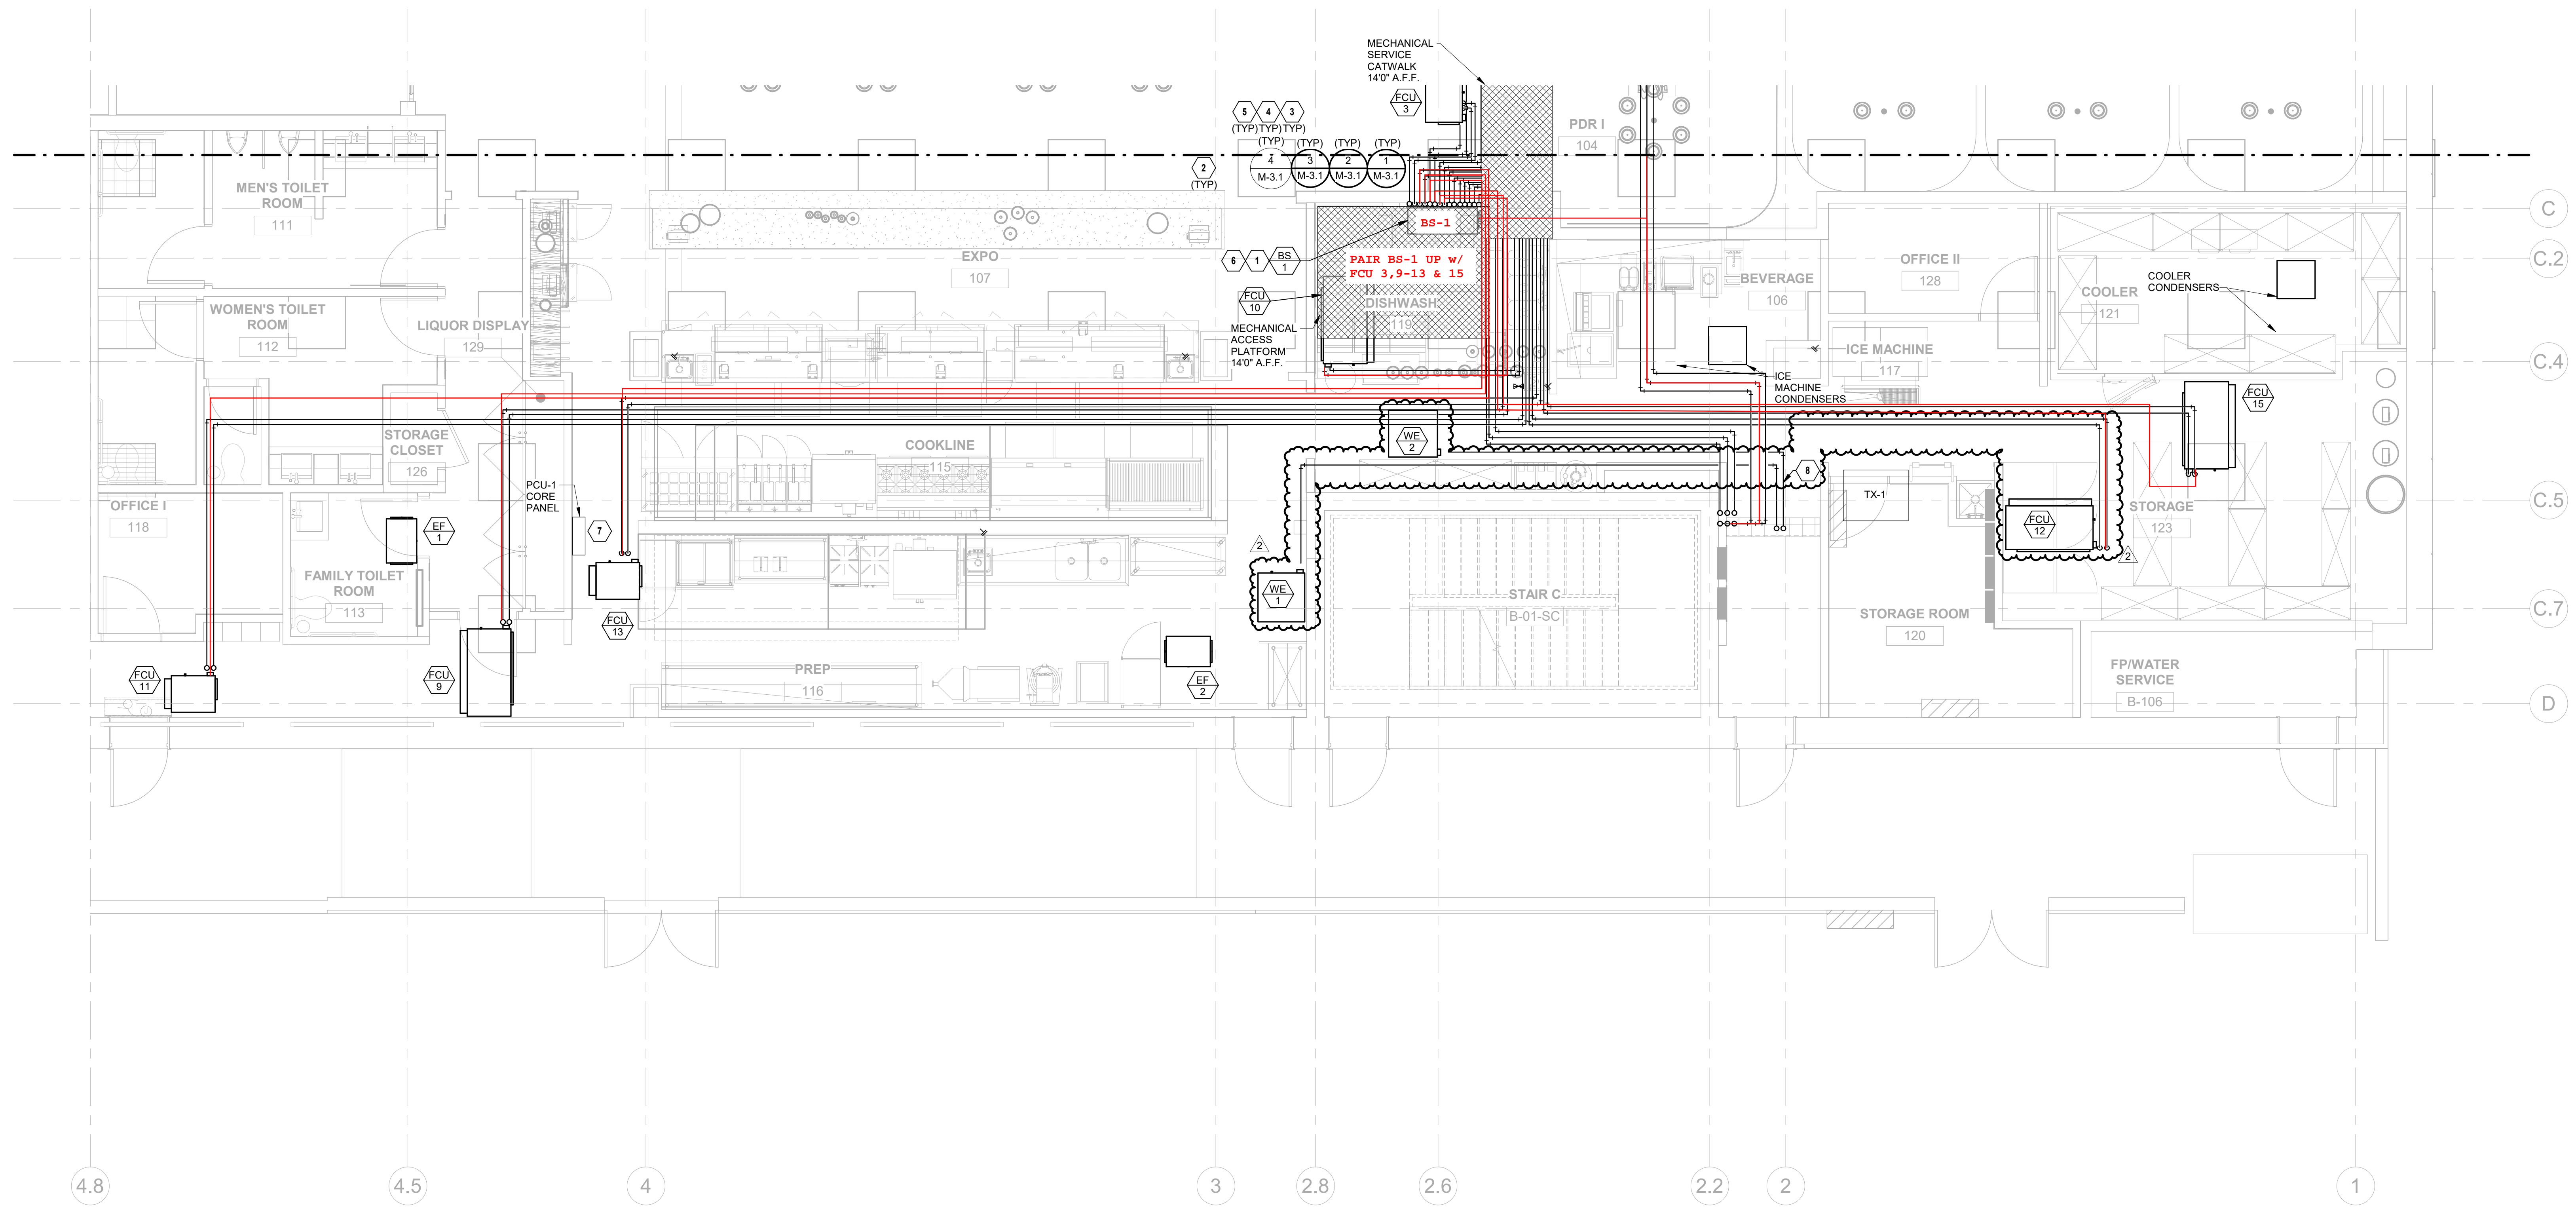 MECHANICAL
SERVICE
CATWALK
14'0" A.F.F.
FCU
3
5
4
3
(TYP)
(TYP)
(TYP)
(TYP)
(TYP)
(TYP)
(TYP)
4
M-3.1
3
M-3.1
2
M-3.1
1
M-3.1
2
(TYP)
PDR I
104
MEN'S TOILET
ROOM
111
C
BS-1
6
1
BS
1
PAIR BS-1 UP w/
FCU 3,9-13 & 15
EXPO
107
C.2
OFFICE II
128
BEVERAGE
106
COOLER
CONDENSERS
COOLER
121
WOMEN'S TOILET
ROOM
112
LIQUOR DISPLAY
129
FCU
10
DISHWASH
119
MECHANICAL
ACCESS
PLATFORM
14'0" A.F.F.
ICE MACHINE
117
C.4
ICE
MACHINE
CONDENSERS
FCU
15
STORAGE
CLOSET
126
COOKLINE
115
WE
2
8
PCU-1
CORE
PANEL
TX-1
C.5
OFFICE I
118
EF
1
7
FCU
12
STORAGE
123
2
2
FAMILY TOILET
ROOM
113
WE
1
STAIR C
B-01-SC
C.7
FCU
13
STORAGE ROOM
120
FCU
11
FCU
9
PREP
116
EF
2
FP/WATER
SERVICE
B-106
D
4.8
4.5
4
3
2.8
2.6
2.2
2
1